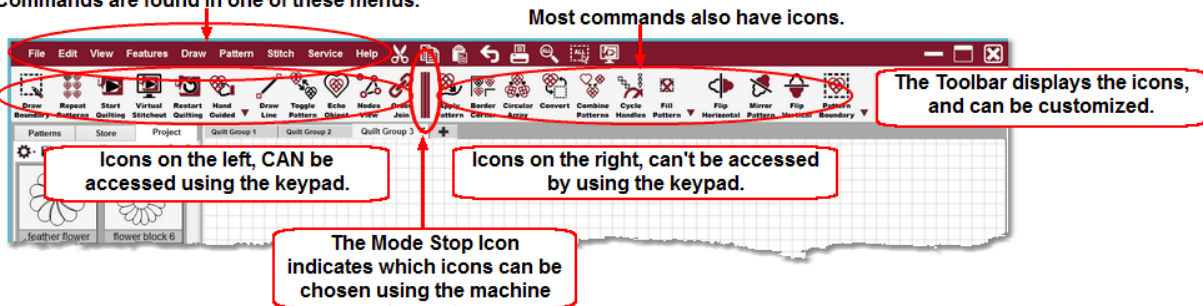 Commands are found in one of these menus.
Most commands also have icons.
File Edit View Features Draw Pattern Stitch Service Help
ALL
The Toolbar displays the icons,
and can be customized.
Draw Boundary
Repeat Patterns
Start Quilting
Virtual Stitchout
Restart Quilting
Hand Guided
Draw Line
Toggle Pattern
Echo Object
Nodes View
Join
Apply Pattern
Border Corner
Circular Array
Convert
Combine Patterns
Cycle Handles
Fill Pattern
Flip Horizontal
Mirror Pattern
Flip Vertical
Pattern Boundary
Patterns Store Project
Quilt Group 1 Quilt Group 2 Quilt Group 3
Icons on the left, CAN be
accessed using the keypad.
Icons on the right, can't be accessed
by using the keypad.
feather flower flower block 6
The Mode Stop Icon
indicates which icons can be
chosen using the machine